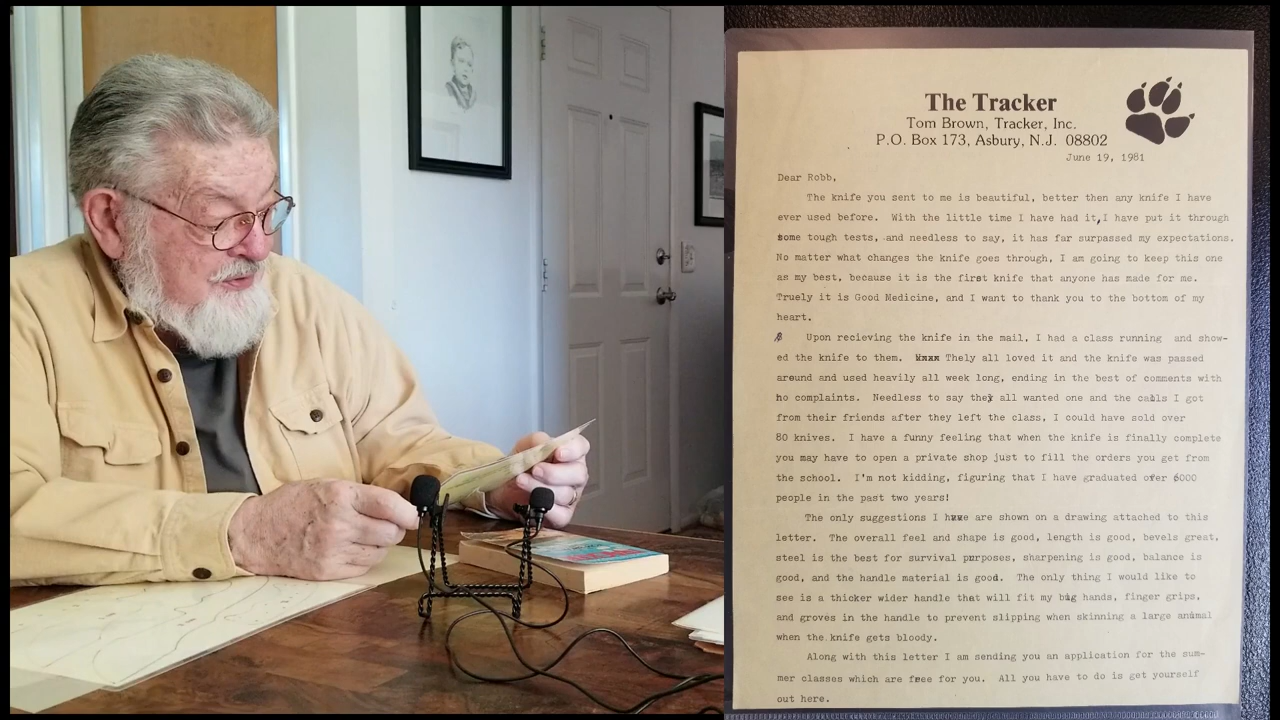 The Tracker
Tom Brown, Tracker, Inc.
P.O. Box 173, Asbury, N.J. 08802
June 19, 1981
Dear Robb,
The knife you sent to me is beautiful, better then any knife I have
ever used before. With the little time I have had it, I have put it through
some tough tests, and needless to say, it has far surpassed my expectations.
No matter what changes the knife goes through, I am going to keep this one
as my best, because it is the first knife that anyone has made for me.
Truely it is Good Medicine, and I want to thank you to the bottom of my
heart.
Upon recieving the knife in the mail, I had a class running and show-
ed the knife to them. Thely all loved it and the knife was passed
around and used heavily all week long, ending in the best of comments with
no complaints. Needless to say they all wanted one and the calls I got
from their friends after they left the class, I could have sold over
80 knives. I have a funny feeling that when the knife is finally complete
you may have to open a private shop just to fill the orders you get from
the school. I'm not kidding, figuring that I have graduated over 6000
people in the past two years!
The only suggestions I have are shown on a drawing attached to this
letter. The overall feel and shape is good, length is good, bevels great,
steel is the best for survival purposes, sharpening is good, balance is
good, and the handle material is good. The only thing I would like to
see is a thicker wider handle that will fit my big hands, finger grips,
and groves in the handle to prevent slipping when skinning a large animal
when the knife gets bloody.
Along with this letter I am sending you an application for the sum-
mer classes which are free for you. All you have to do is get yourself
out here.